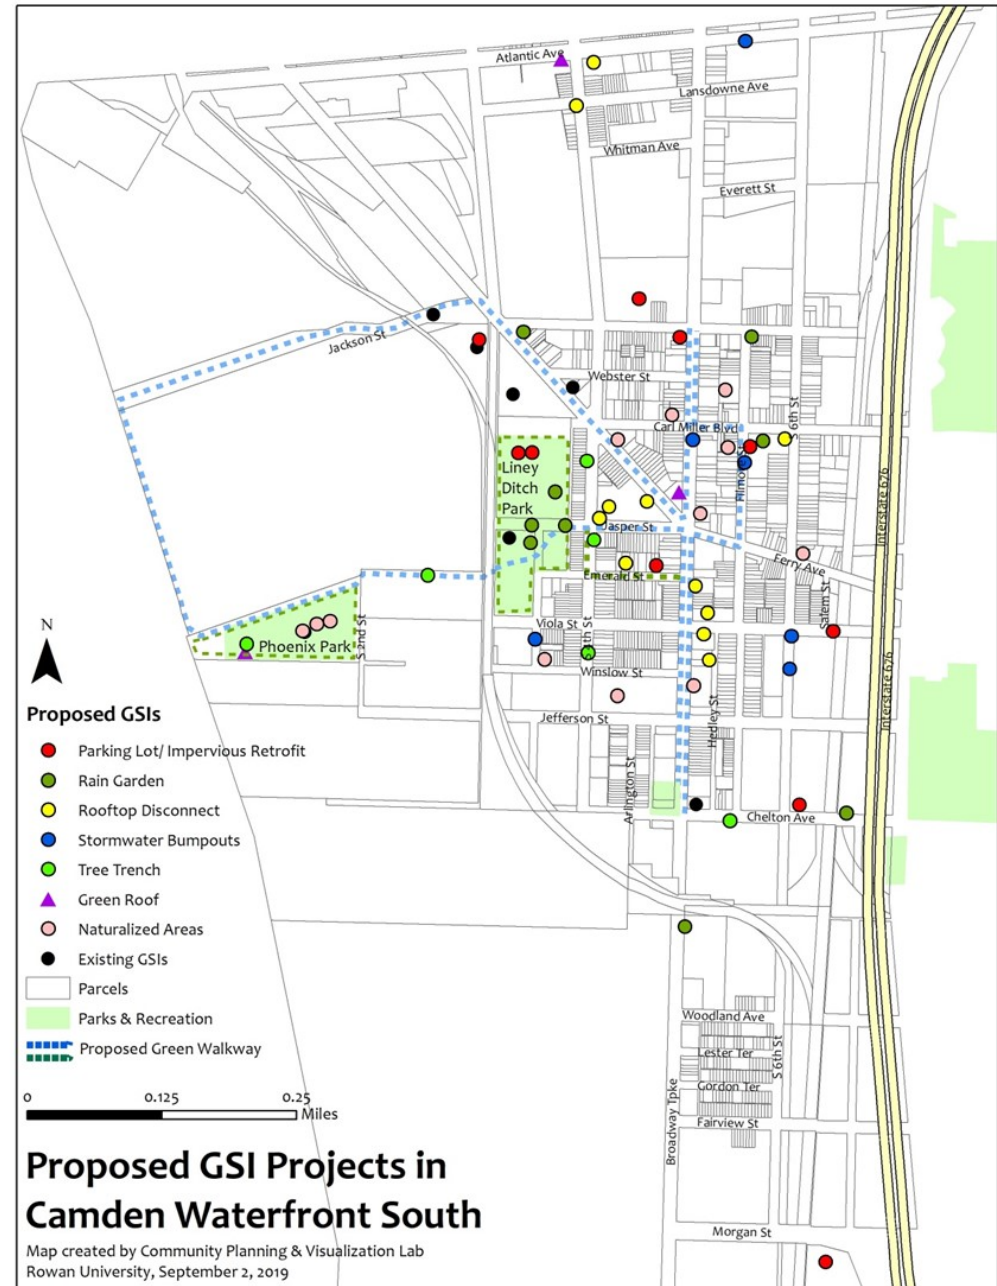 Atlantic Ave
Lansdowne Ave
Whitman Ave
Everett St
Jackson St
Webster St
S 6th St
Carl Miller Blvd
Liney
Ditch
Park
Interstate 676
Jasper St
Ferry Ave
Emerald St
Salem St
N
Viola St
S 2nd St
Phoenix Park
Winslow St
Interstate 676
Hedley St
Jefferson St
Arlington St
Chelton Ave
Proposed GSIs
Parking Lot/ Impervious Retrofit
Rain Garden
Rooftop Disconnect
Stormwater Bumpouts
Tree Trench
Green Roof
Naturalized Areas
Existing GSIs
Parcels
Parks & Recreation
Proposed Green Walkway
0 0.125 0.25
Miles
Woodland Ave
Lester Ter
S 6th St
Gordon Ter
Broadway Tpke
Fairview St
Morgan St
Proposed GSI Projects in
Camden Waterfront South
Map created by Community Planning & Visualization Lab
Rowan University, September 2, 2019